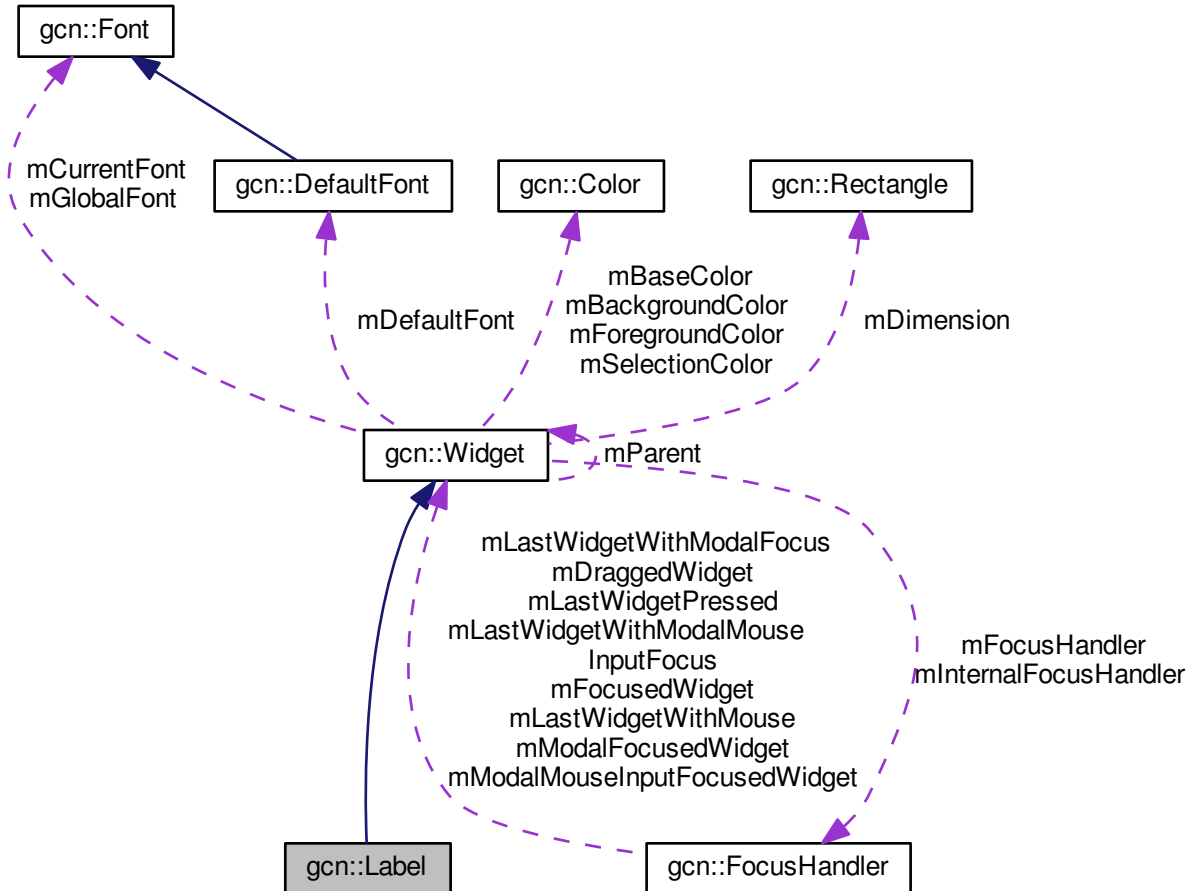 gcn::Font
mCurrentFont
mGlobalFont
gcn::DefaultFont
gcn::Color
gcn::Rectangle
mDefaultFont
mBaseColor
mBackgroundColor
mForegroundColor
mSelectionColor
mDimension
gcn::Widget
mParent
mLastWidgetWithModalFocus
mDraggedWidget
mLastWidgetPressed
mLastWidgetWithModalMouse
InputFocus
mFocusedWidget
mLastWidgetWithMouse
mModalFocusedWidget
mModalMouseInputFocusedWidget
mFocusHandler
mInternalFocusHandler
gcn::Label
gcn::FocusHandler